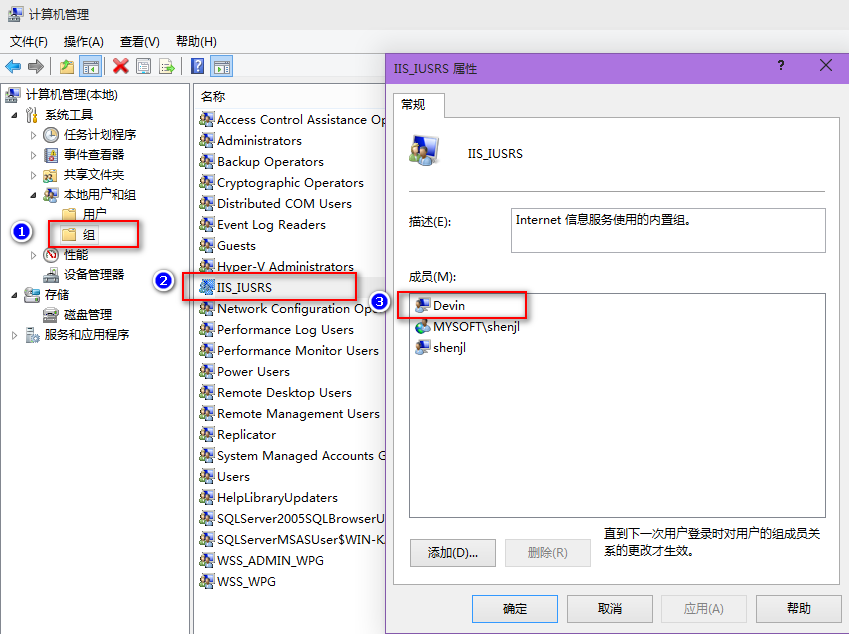 计算机管理
文件(F) 操作(A) 查看(V) 帮助(H)
计算机管理(本地)
系统工具
任务计划程序
事件查看器
共享文件夹
本地用户和组
用户
组
性能
设备管理器
存储
磁盘管理
服务和应用程序
1
2
3
名称
Access Control Assistance Op
Administrators
Backup Operators
Cryptographic Operators
Distributed COM Users
Event Log Readers
Guests
Hyper-V Administrators
IIS_IUSRS
Network Configuration Ope
Performance Log Users
Performance Monitor Users
Power Users
Remote Desktop Users
Remote Management Users
Replicator
System Managed Accounts G
Users
HelpLibraryUpdaters
SQLServer2005SQLBrowserU
SQLServerMSASUser$WIN-K
WSS_ADMIN_WPG
WSS_WPG
IIS_IUSRS 属性
?
常规
IIS_IUSRS
描述(E):
Internet 信息服务使用的内置组。
成员(M):
Devin
MYSOFT\shenjl
shenjl
添加(D)...
删除(R)
直到下一次用户登录时对用户的组成员关
系的更改才生效。
确定
取消
应用(A)
帮助